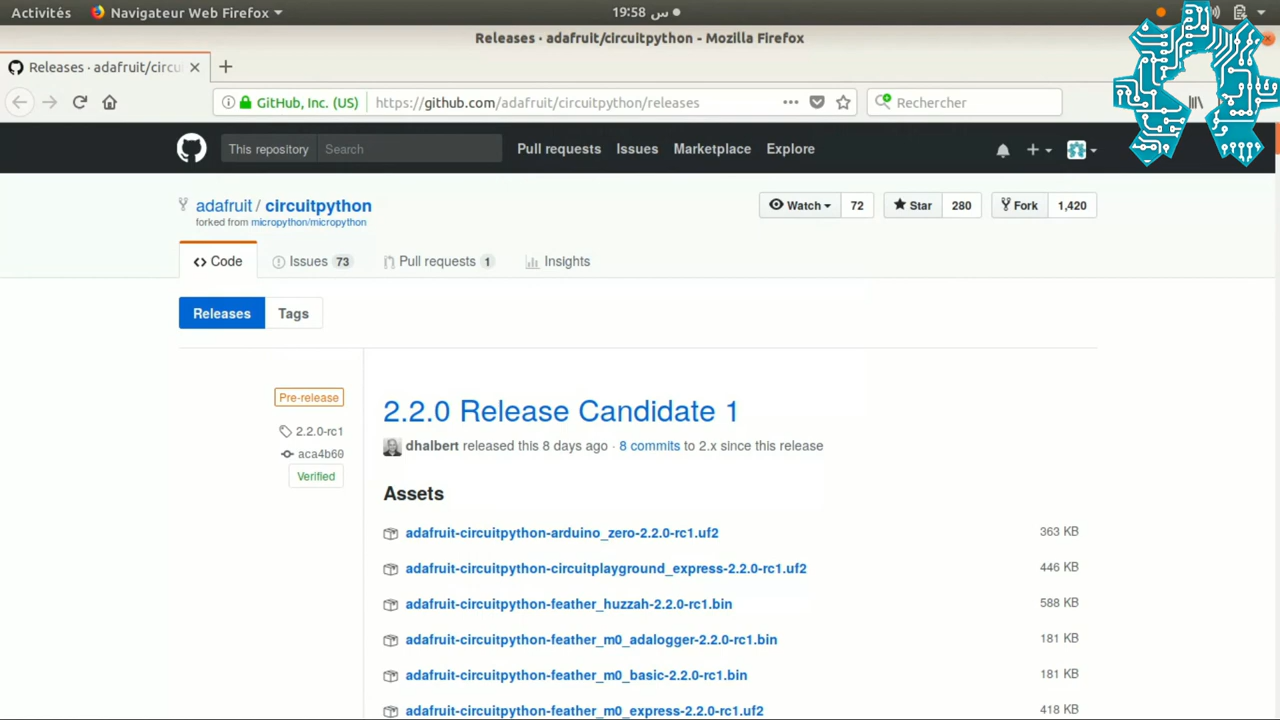 Activités Navigateur Web Firefox س 19:58
Releases · adafruit/circuitpython - Mozilla Firefox
Releases · adafruit/circu
GitHub, Inc. (US) https://github.com/adafruit/circuitpython/releases Rechercher
This repository Search Pull requests Issues Marketplace Explore
adafruit / circuitpython Watch 72 Star 280 Fork 1,420
forked from micropython/micropython
Code Issues 73 Pull requests 1 Insights
Releases Tags
Pre-release
2.2.0 Release Candidate 1
2.2.0-rc1
dhalbert released this 8 days ago · 8 commits to 2.x since this release
aca4b60
Verified
Assets
adafruit-circuitpython-arduino_zero-2.2.0-rc1.uf2 363 KB
adafruit-circuitpython-circuitplayground_express-2.2.0-rc1.uf2 446 KB
adafruit-circuitpython-feather_huzzah-2.2.0-rc1.bin 588 KB
adafruit-circuitpython-feather_m0_adalogger-2.2.0-rc1.bin 181 KB
adafruit-circuitpython-feather_m0_basic-2.2.0-rc1.bin 181 KB
adafruit-circuitpython-feather_m0_express-2.2.0-rc1.uf2 418 KB